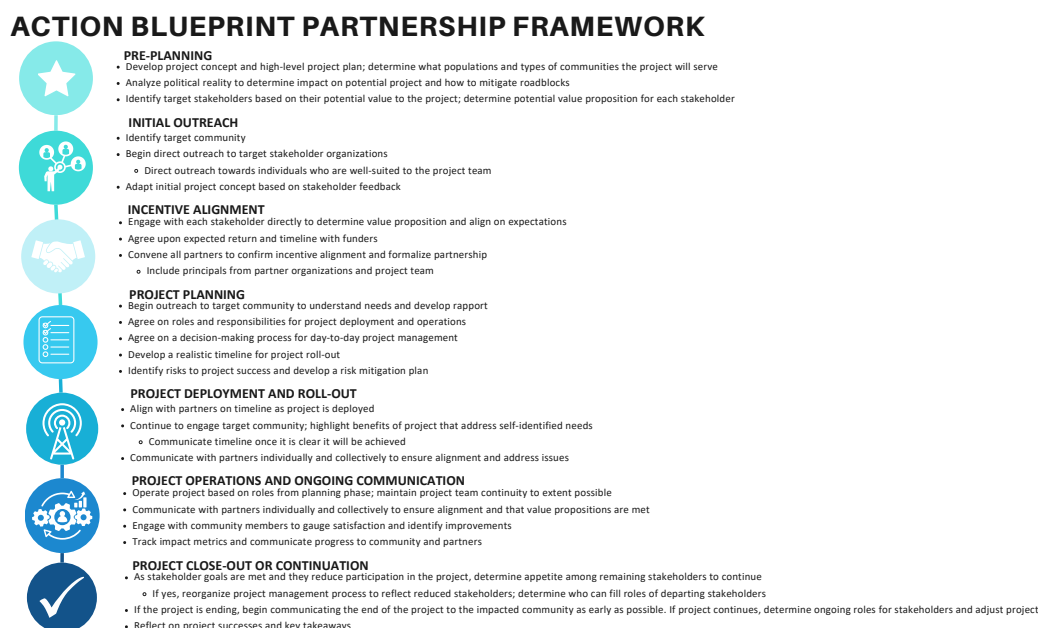 ACTION BLUEPRINT PARTNERSHIP FRAMEWORK
PRE-PLANNING
• Develop project concept and high-level project plan; determine what populations and types of communities the project will serve
• Analyze political reality to determine impact on potential project and how to mitigate roadblocks
• Identify target stakeholders based on their potential value to the project; determine potential value proposition for each stakeholder
INITIAL OUTREACH
• Identify target community
• Begin direct outreach to target stakeholder organizations
◦ Direct outreach towards individuals who are well-suited to the project team
• Adapt initial project concept based on stakeholder feedback
INCENTIVE ALIGNMENT
• Engage with each stakeholder directly to determine value proposition and align on expectations
• Agree upon expected return and timeline with funders
• Convene all partners to confirm incentive alignment and formalize partnership
◦ Include principals from partner organizations and project team
PROJECT PLANNING
• Begin outreach to target community to understand needs and develop rapport
• Agree on roles and responsibilities for project deployment and operations
• Agree on a decision-making process for day-to-day project management
• Develop a realistic timeline for project roll-out
• Identify risks to project success and develop a risk mitigation plan
PROJECT DEPLOYMENT AND ROLL-OUT
• Align with partners on timeline as project is deployed
• Continue to engage target community; highlight benefits of project that address self-identified needs
◦ Communicate timeline once it is clear it will be achieved
• Communicate with partners individually and collectively to ensure alignment and address issues
PROJECT OPERATIONS AND ONGOING COMMUNICATION
• Operate project based on roles from planning phase; maintain project team continuity to extent possible
• Communicate with partners individually and collectively to ensure alignment and that value propositions are met
• Engage with community members to gauge satisfaction and identify improvements
• Track impact metrics and communicate progress to community and partners
PROJECT CLOSE-OUT OR CONTINUATION
• As stakeholder goals are met and they reduce participation in the project, determine appetite among remaining stakeholders to continue
◦ If yes, reorganize project management process to reflect reduced stakeholders; determine who can fill roles of departing stakeholders
• If the project is ending, begin communicating the end of the project to the impacted community as early as possible. If project continues, determine ongoing roles for stakeholders and adjust project
• Reflect on project successes and key takeaways